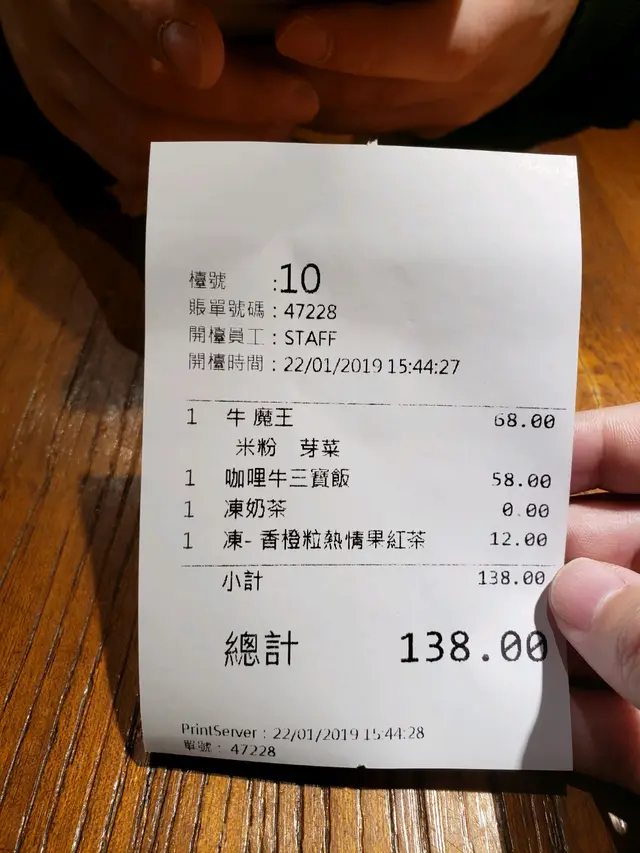 檯號 :10
賬單號碼 : 47228
開檯員工 : STAFF
開檯時間 : 22/01/2019 15:44:27
1 牛 魔王 68.00
米粉 芽菜
1 咖哩牛三寶飯 58.00
1 凍奶茶 0.00
1 凍- 香橙粒熱情果紅茶 12.00
小計 138.00
總計 138.00
PrintServer : 22/01/2019 15:44:28
單號 : 47228